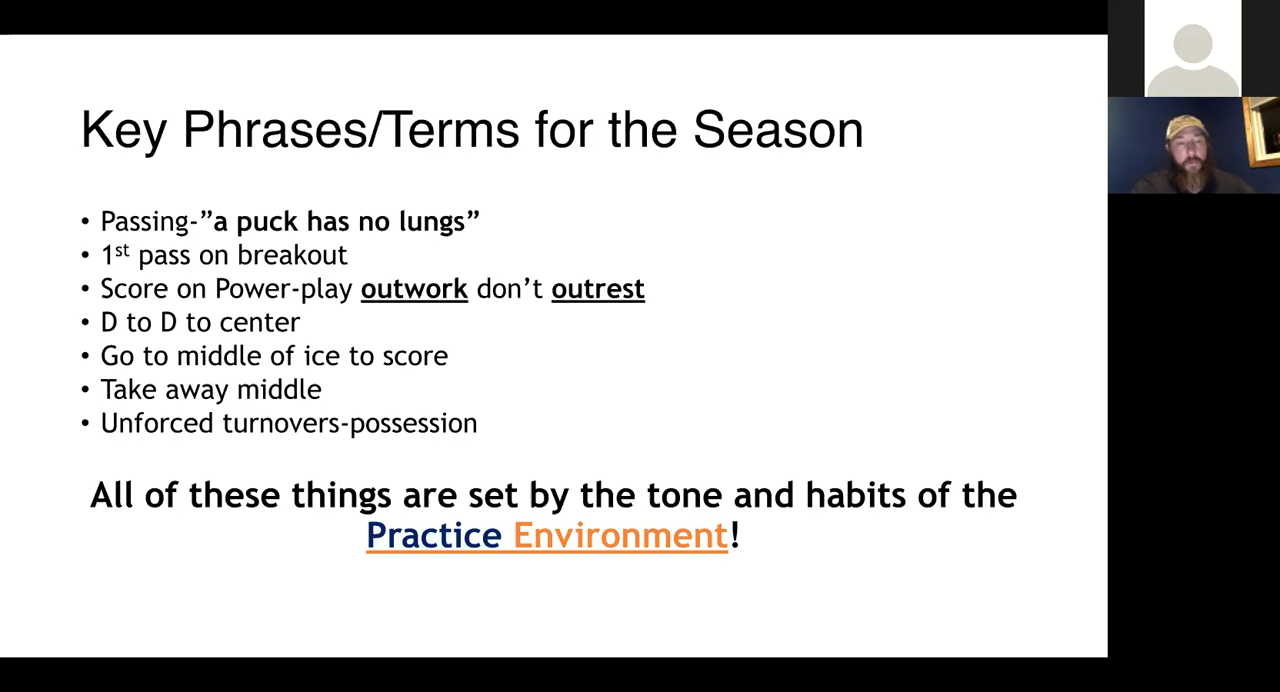 Key Phrases/Terms for the Season
• Passing-”a puck has no lungs”
• 1st pass on breakout
• Score on Power-play outwork don’t outrest
• D to D to center
• Go to middle of ice to score
• Take away middle
• Unforced turnovers-possession
All of these things are set by the tone and habits of the
Practice Environment!